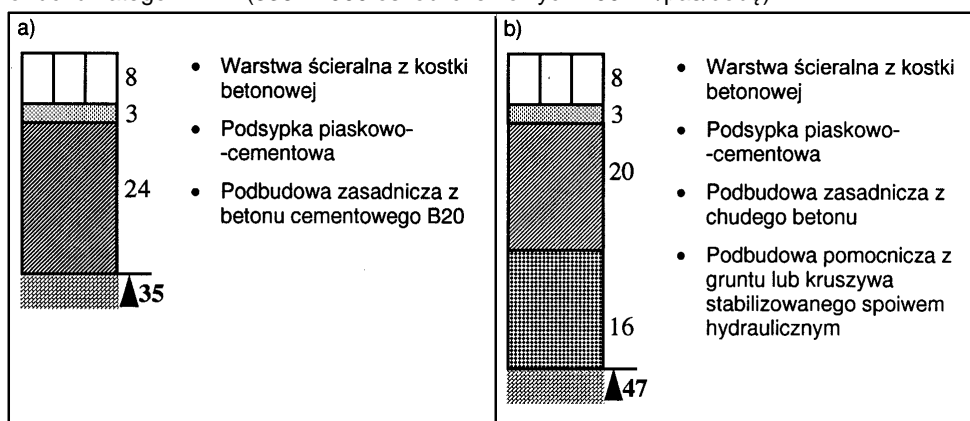 a)
8
3
24
35
• Warstwa ścieralna z kostki
betonowej
• Podsypka piaskowo-
-cementowa
• Podbudowa zasadnicza z
betonu cementowego B20
b)
8
3
20
16
47
• Warstwa ścieralna z kostki
betonowej
• Podsypka piaskowo-
-cementowa
• Podbudowa zasadnicza z
chudego betonu
• Podbudowa pomocnicza z
gruntu lub kruszywa
stabilizowanego spoiwem
hydraulicznym